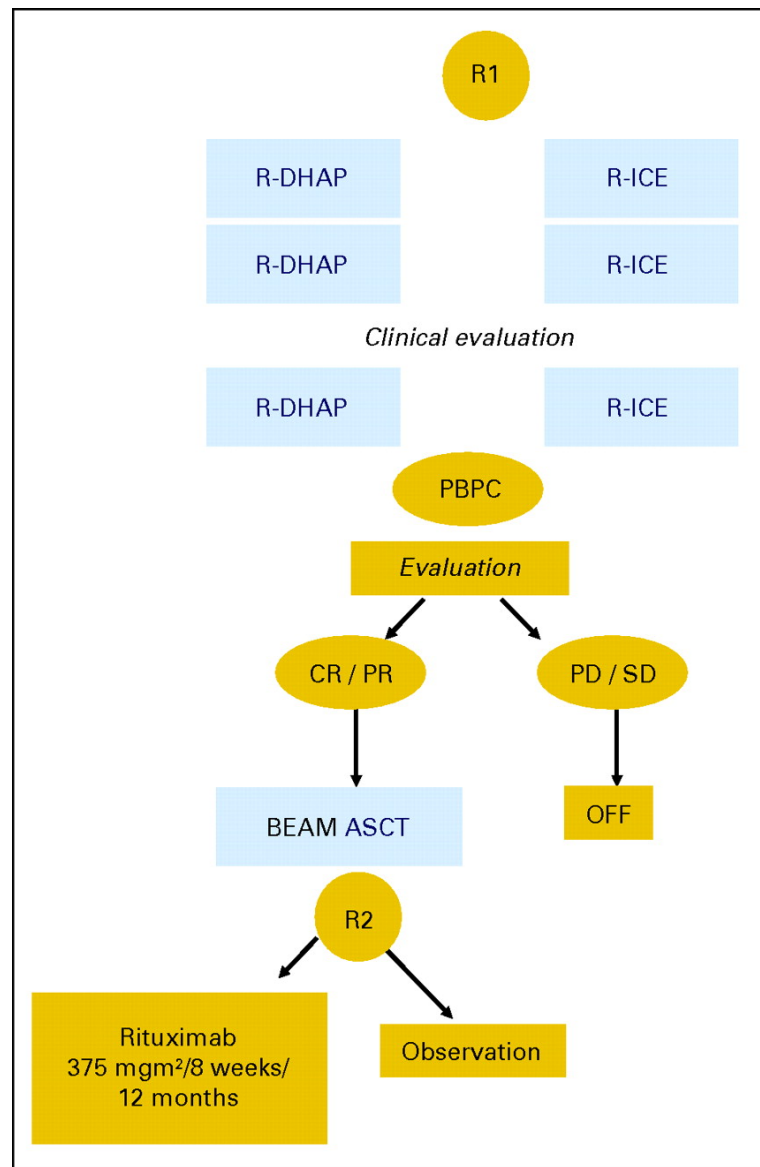 R1
R-DHAP
R-ICE
R-DHAP
R-ICE
Clinical evaluation
R-DHAP
R-ICE
PBPC
Evaluation
CR / PR
PD / SD
BEAM ASCT
OFF
R2
Rituximab
375 mgm²/8 weeks/
12 months
Observation